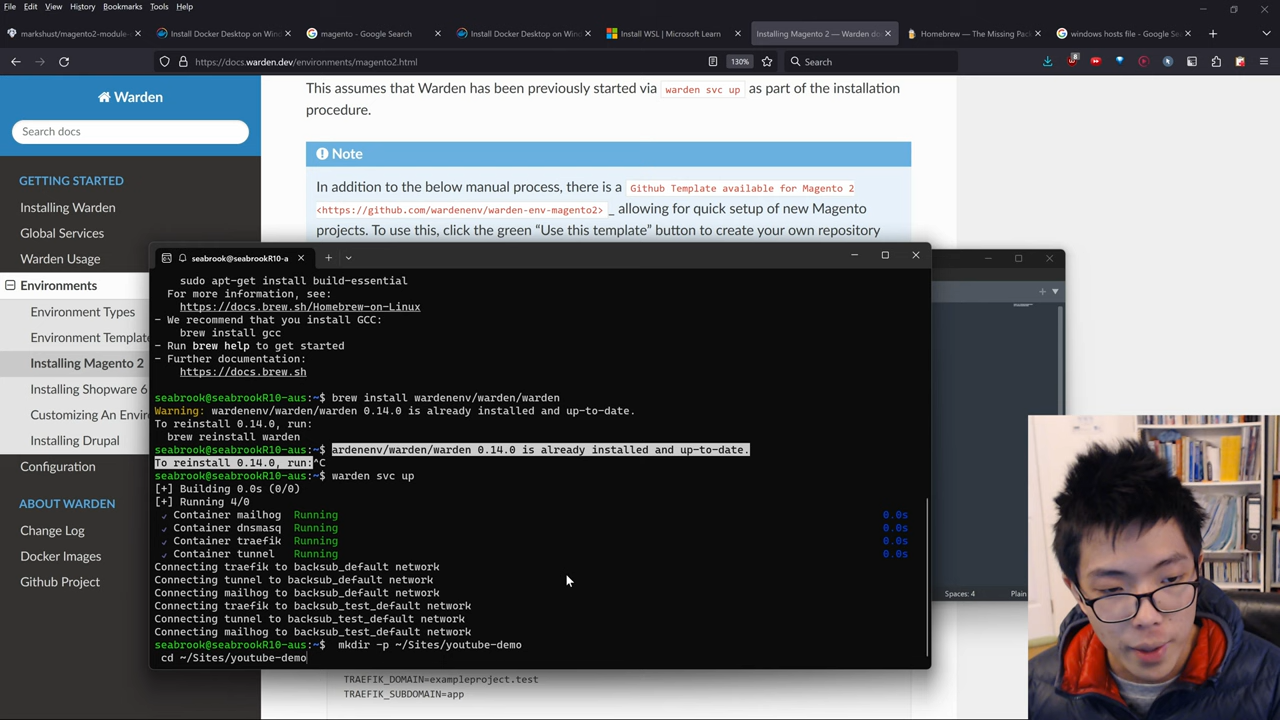 File Edit View History Bookmarks Tools Help
markshust/magento2-module-
Install Docker Desktop on Win
magento - Google Search
Install Docker Desktop on Win
Install WSL | Microsoft Learn
Installing Magento 2 — Warden do
Homebrew — The Missing Pac
windows hosts file - Google Se
https://docs.warden.dev/environments/magento2.html
130%
Search
Warden
Search docs
GETTING STARTED
Installing Warden
Global Services
Warden Usage
Environments
Environment Types
Environment Template
Installing Magento 2
Installing Shopware 6
Customizing An Enviro
Installing Drupal
Configuration
ABOUT WARDEN
Change Log
Docker Images
Github Project
This assumes that Warden has been previously started via warden svc up as part of the installation
procedure.
Note
In addition to the below manual process, there is a Github Template available for Magento 2
<https://github.com/wardenenv/warden-env-magento2> _ allowing for quick setup of new Magento
projects. To use this, click the green “Use this template” button to create your own repository
seabrook@seabrookR10-a
sudo apt-get install build-essential
For more information, see:
https://docs.brew.sh/Homebrew-on-Linux
- We recommend that you install GCC:
brew install gcc
- Run brew help to get started
- Further documentation:
https://docs.brew.sh
seabrook@seabrookR10-aus:~$ brew install wardenenv/warden/warden
Warning: wardenenv/warden/warden 0.14.0 is already installed and up-to-date.
To reinstall 0.14.0, run:
brew reinstall warden
seabrook@seabrookR10-aus:~$ ardenenv/warden/warden 0.14.0 is already installed and up-to-date.
To reinstall 0.14.0, run:^C
seabrook@seabrookR10-aus:~$ warden svc up
[+] Building 0.0s (0/0)
[+] Running 4/0
✓ Container mailhog Running 0.0s
✓ Container dnsmasq Running 0.0s
✓ Container traefik Running 0.0s
✓ Container tunnel Running 0.0s
Connecting traefik to backsub_default network
Connecting tunnel to backsub_default network
Connecting mailhog to backsub_default network
Connecting traefik to backsub_test_default network
Connecting tunnel to backsub_test_default network
Connecting mailhog to backsub_test_default network
seabrook@seabrookR10-aus:~$ mkdir -p ~/Sites/youtube-demo
cd ~/Sites/youtube-demo
Spaces: 4 Plain
TRAEFIK_DOMAIN=exampleproject.test
TRAEFIK_SUBDOMAIN=app